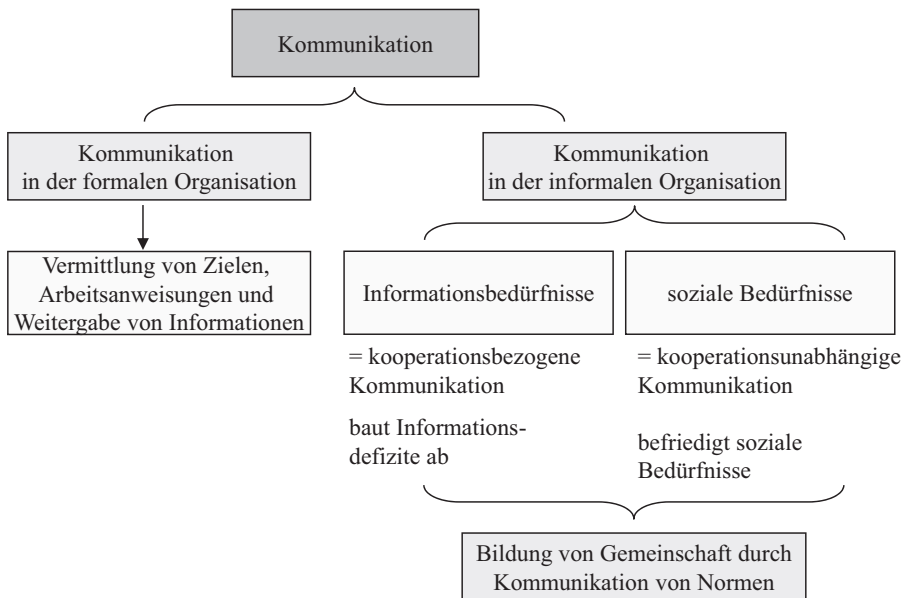 Kommunikation
Kommunikation
in der formalen Organisation
Kommunikation
in der informalen Organisation
Vermittlung von Zielen,
Arbeitsanweisungen und
Weitergabe von Informationen
Informationsbedürfnisse
soziale Bedürfnisse
= kooperationsbezogene
Kommunikation
baut Informations-
defizite ab
= kooperationsunabhängige
Kommunikation
befriedigt soziale
Bedürfnisse
Bildung von Gemeinschaft durch
Kommunikation von Normen